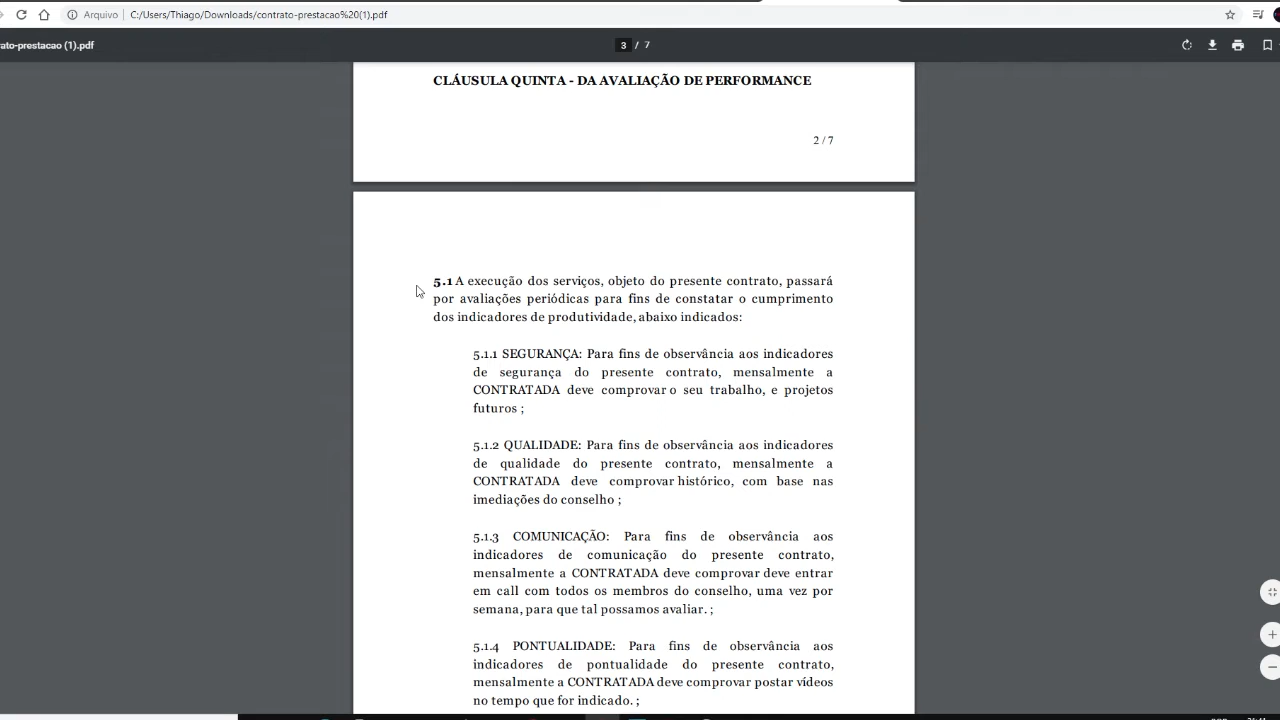 Arquivo
C:/Users/Thiago/Downloads/contrato-prestacao%20(1).pdf
ato-prestacao (1).pdf
3 / 7
CLÁUSULA QUINTA - DA AVALIAÇÃO DE PERFORMANCE
2 / 7
5.1 A execução dos serviços, objeto do presente contrato, passará
por avaliações periódicas para fins de constatar o cumprimento
dos indicadores de produtividade, abaixo indicados:
5.1.1 SEGURANÇA: Para fins de observância aos indicadores
de segurança do presente contrato, mensalmente a
CONTRATADA deve comprovar o seu trabalho, e projetos
futuros ;
5.1.2 QUALIDADE: Para fins de observância aos indicadores
de qualidade do presente contrato, mensalmente a
CONTRATADA deve comprovar histórico, com base nas
imediações do conselho ;
5.1.3 COMUNICAÇÃO: Para fins de observância aos
indicadores de comunicação do presente contrato,
mensalmente a CONTRATADA deve comprovar deve entrar
em call com todos os membros do conselho, uma vez por
semana, para que tal possamos avaliar. ;
5.1.4 PONTUALIDADE: Para fins de observância aos
indicadores de pontualidade do presente contrato,
mensalmente a CONTRATADA deve comprovar postar vídeos
no tempo que for indicado. ;